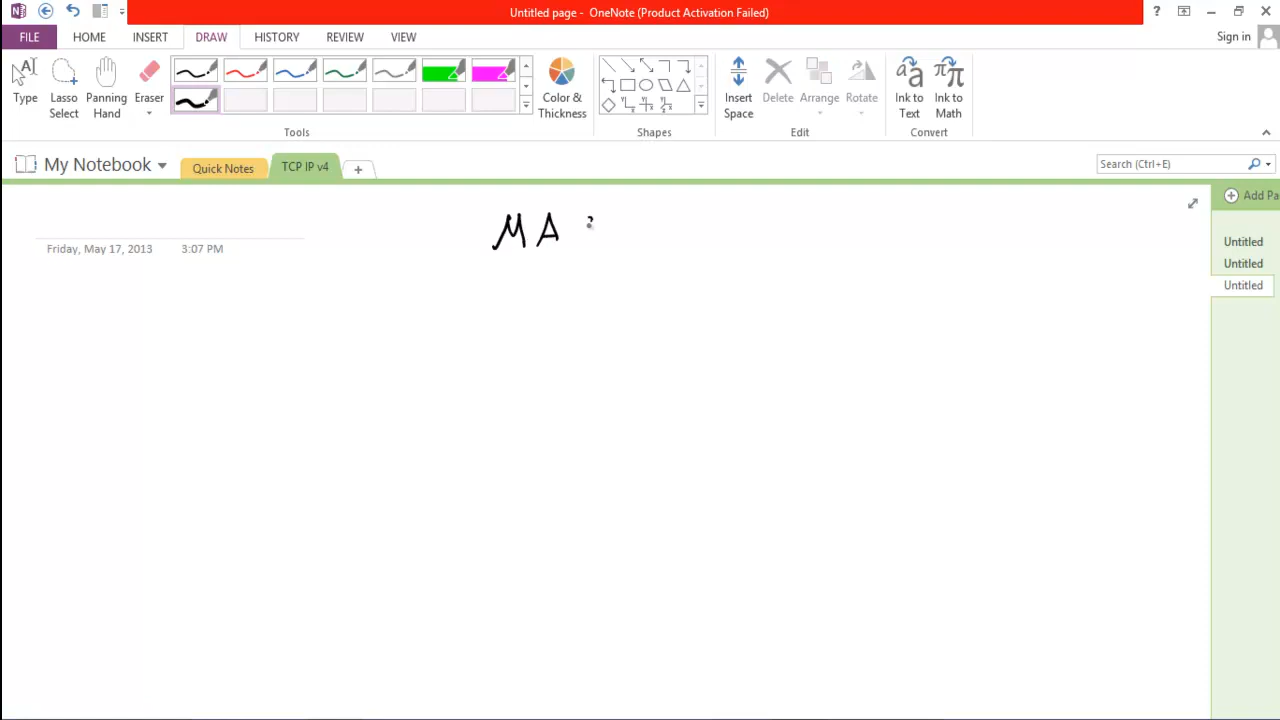 Untitled page - OneNote (Product Activation Failed)
?
FILE HOME INSERT DRAW HISTORY REVIEW VIEW
Sign in
Type
Lasso Select
Panning Hand
Eraser
Color & Thickness
Insert Space
Delete
Arrange
Rotate
Ink to Text
Ink to Math
Tools
Shapes
Edit
Convert
My Notebook
Quick Notes
TCP IP v4
+
Search (Ctrl+E)
Add Pa
MA
Friday, May 17, 2013 3:07 PM
Untitled
Untitled
Untitled